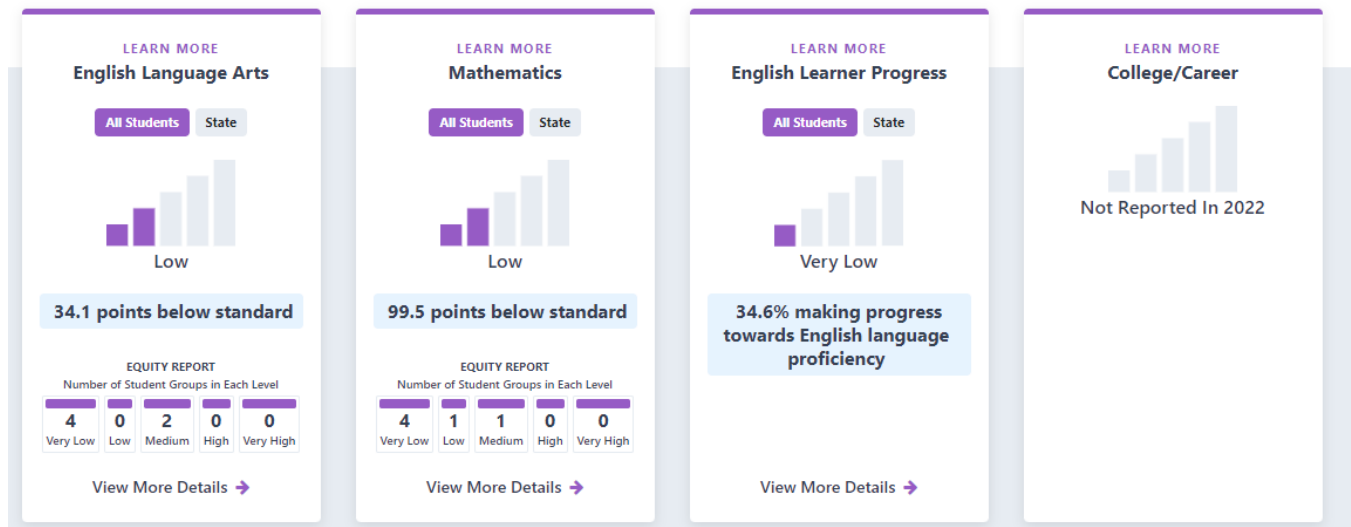 LEARN MORE
English Language Arts
All Students State
Low
34.1 points below standard
EQUITY REPORT
Number of Student Groups in Each Level
4 0 2 0 0
Very Low Low Medium High Very High
View More Details
LEARN MORE
Mathematics
All Students State
Low
99.5 points below standard
EQUITY REPORT
Number of Student Groups in Each Level
4 1 1 0 0
Very Low Low Medium High Very High
View More Details
LEARN MORE
English Learner Progress
All Students State
Very Low
34.6% making progress
towards English language
proficiency
View More Details
LEARN MORE
College/Career
Not Reported In 2022